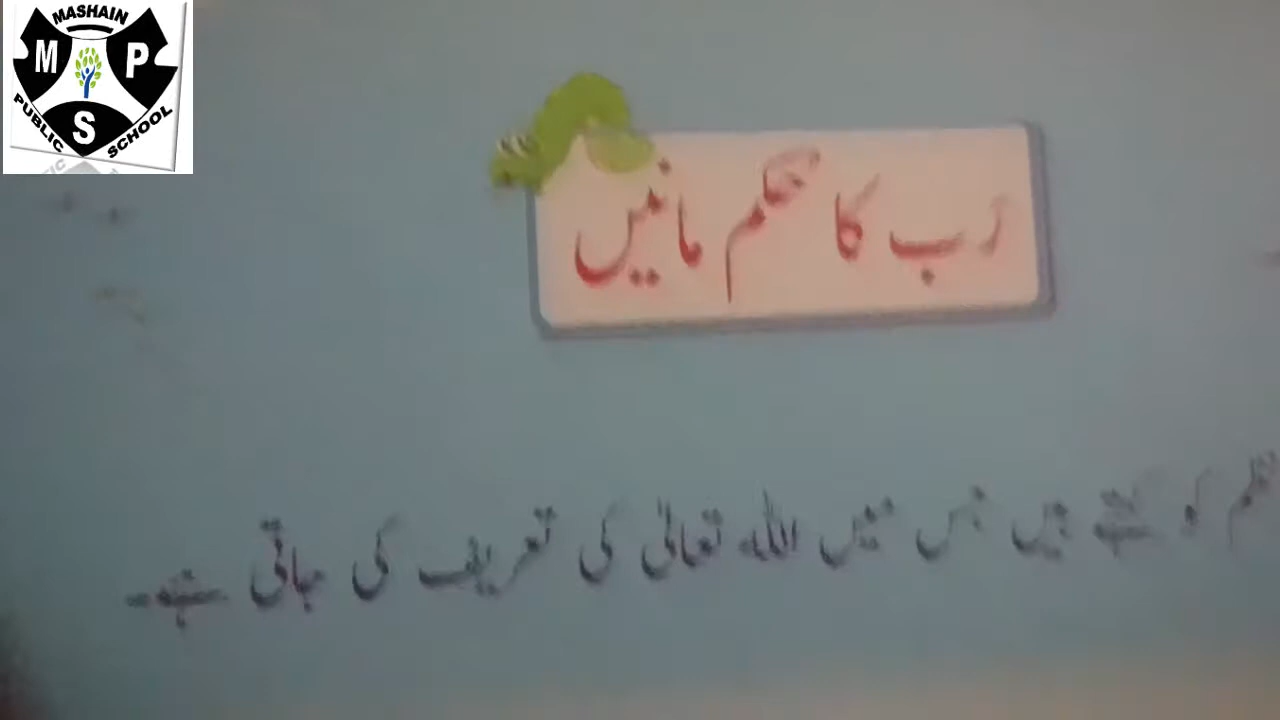 MASHAIN
M P
S
PUBLIC SCHOOL
رب کا حکم مانیں
نظم کو کہتے ہیں جس میں اللہ تعالیٰ کی تعریف کی جاتی ہے۔